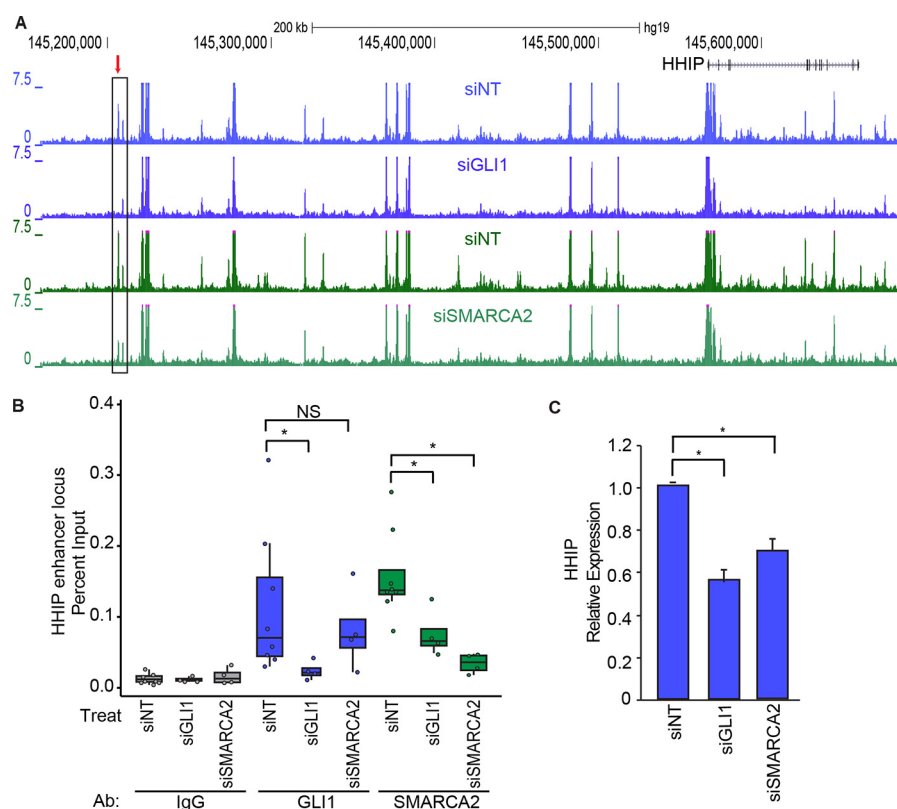 A
200 kb
hg19
145,200,000
145,300,000
145,400,000
145,500,000
145,600,000
HHIP
7.5
siNT
0
7.5
siGLI1
0
7.5
siNT
0
7.5
siSMARCA2
0
B
HHIP enhancer locus
Percent Input
0.4
0.3
0.2
0.1
0.0
NS
*
*
*
Treat
siNT
siGLI1
siSMARCA2
siNT
siGLI1
siSMARCA2
siNT
siGLI1
siSMARCA2
Ab:
IgG
GLI1
SMARCA2
C
HHIP
Relative Expression
1.2
1.0
0.8
0.6
0.4
0.2
0
*
*
siNT
siGLI1
siSMARCA2